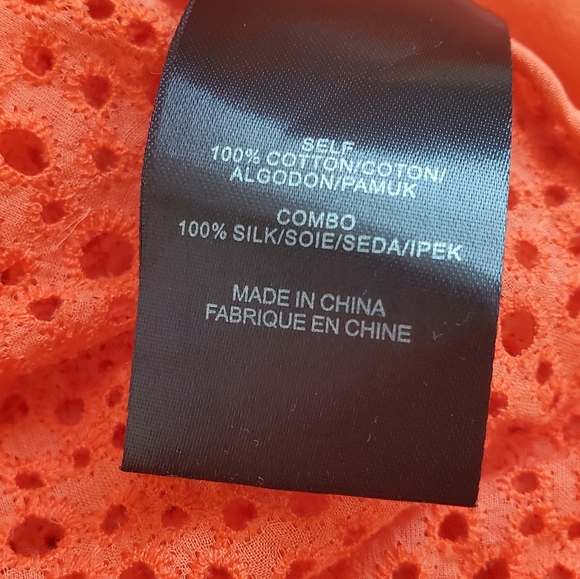 SELF
100% COTTON/COTON/
ALGODON/PAMUK
COMBO
100% SILK/SOIE/SEDA/IPEK
MADE IN CHINA
FABRIQUE EN CHINE